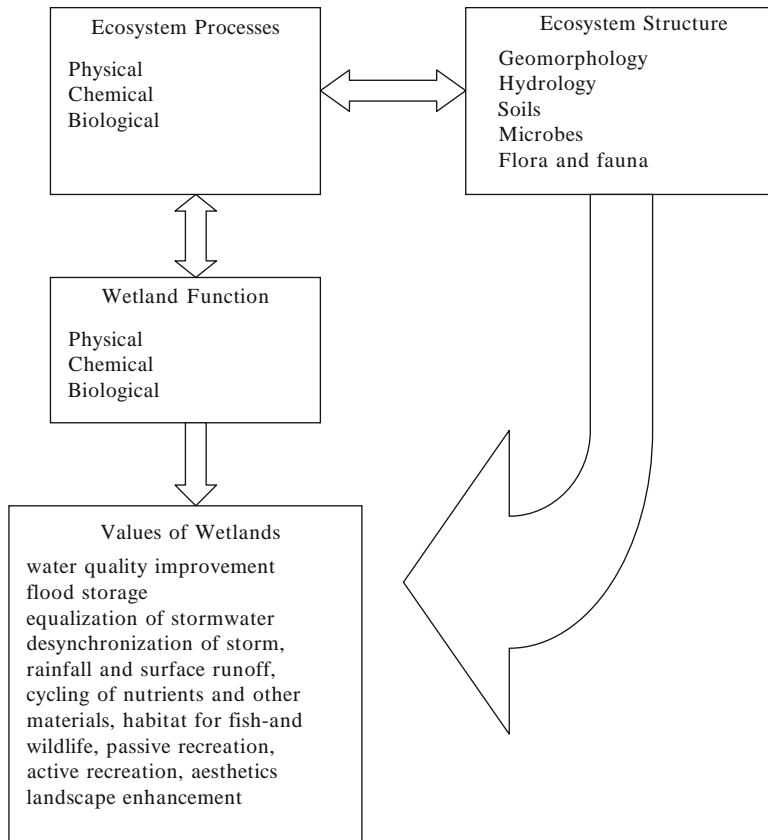 Ecosystem Processes
Physical
Chemical
Biological
Ecosystem Structure
Geomorphology
Hydrology
Soils
Microbes
Flora and fauna
Wetland Function
Physical
Chemical
Biological
Values of Wetlands
water quality improvement
flood storage
equalization of stormwater
desynchronization of storm,
rainfall and surface runoff,
cycling of nutrients and other
materials, habitat for fish-and
wildlife, passive recreation,
active recreation, aesthetics
landscape enhancement